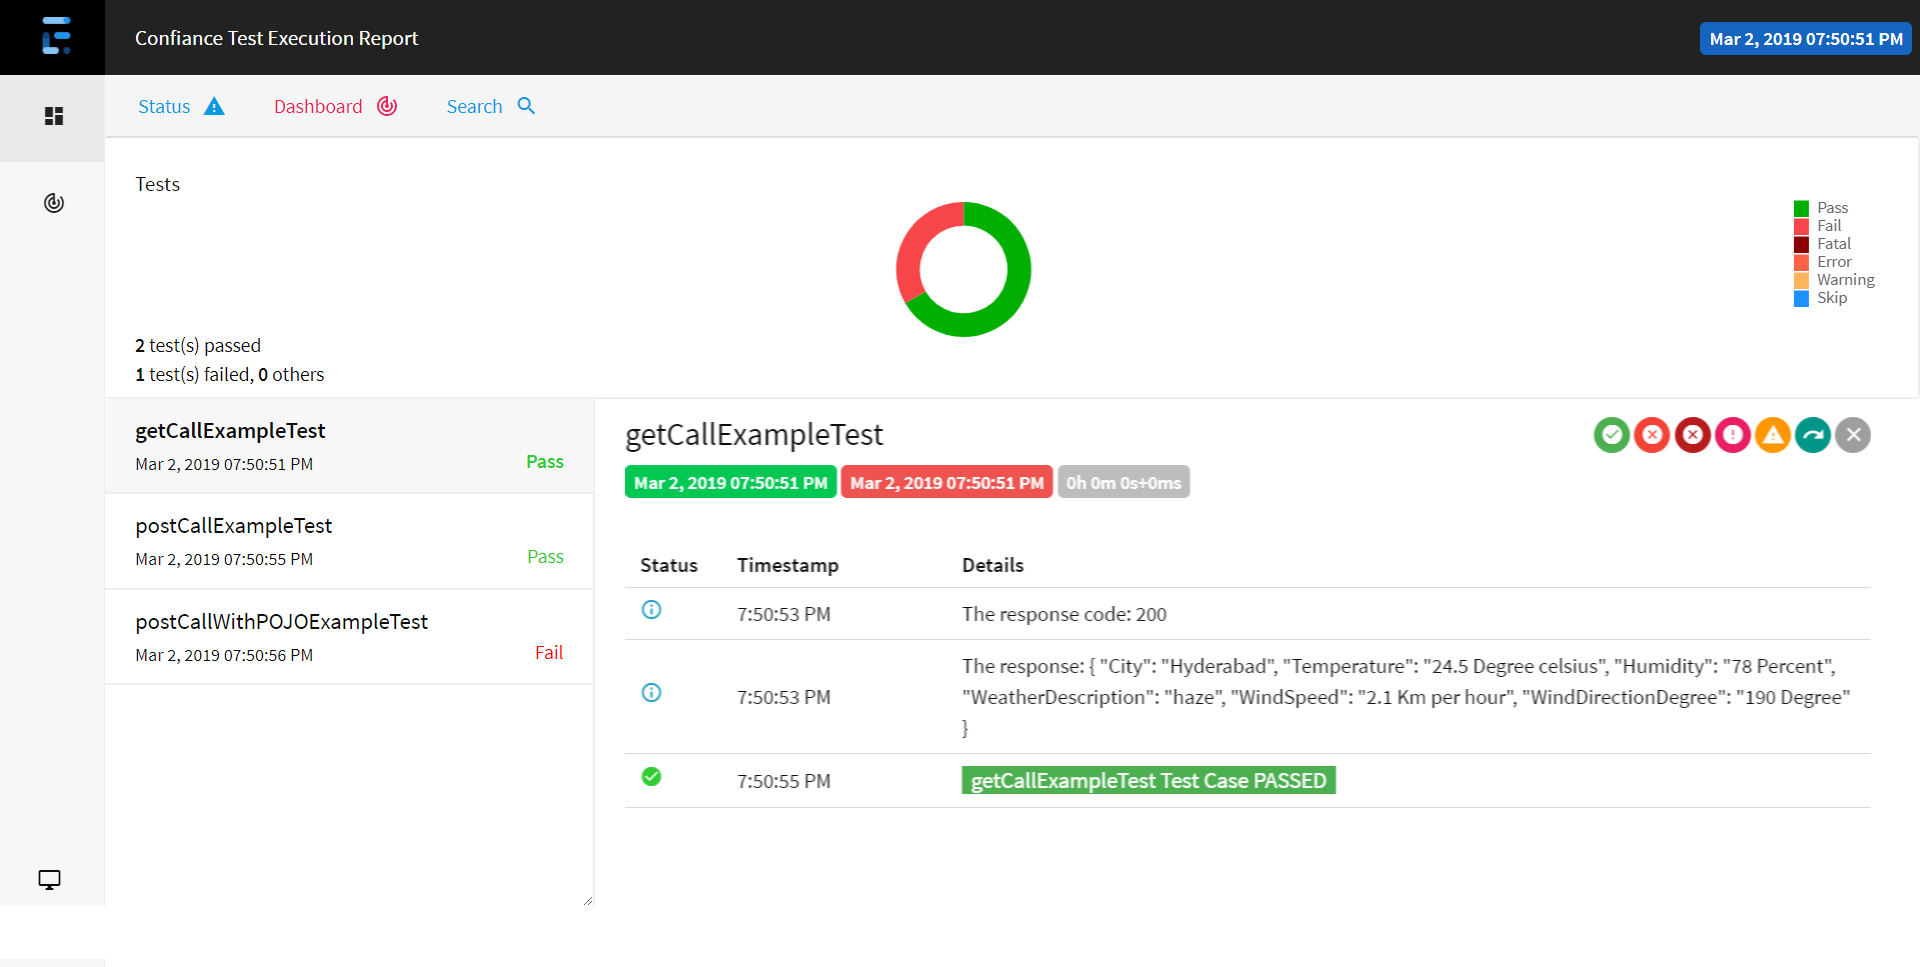 Confiance Test Execution Report
Mar 2, 2019 07:50:51 PM
Status
Dashboard
Search
Tests
Pass
Fail
Fatal
Error
Warning
Skip
2 test(s) passed
1 test(s) failed, 0 others
getCallExampleTest
Mar 2, 2019 07:50:51 PM
Pass
postCallExampleTest
Mar 2, 2019 07:50:55 PM
Pass
postCallWithPOJOExampleTest
Mar 2, 2019 07:50:56 PM
Fail
getCallExampleTest
Mar 2, 2019 07:50:51 PM Mar 2, 2019 07:50:51 PM 0h 0m 0s+0ms
Status Timestamp Details
7:50:53 PM The response code: 200
The response: { "City": "Hyderabad", "Temperature": "24.5 Degree celsius", "Humidity": "78 Percent",
7:50:53 PM "WeatherDescription": "haze", "WindSpeed": "2.1 Km per hour", "WindDirectionDegree": "190 Degree"
}
7:50:55 PM getCallExampleTest Test Case PASSED